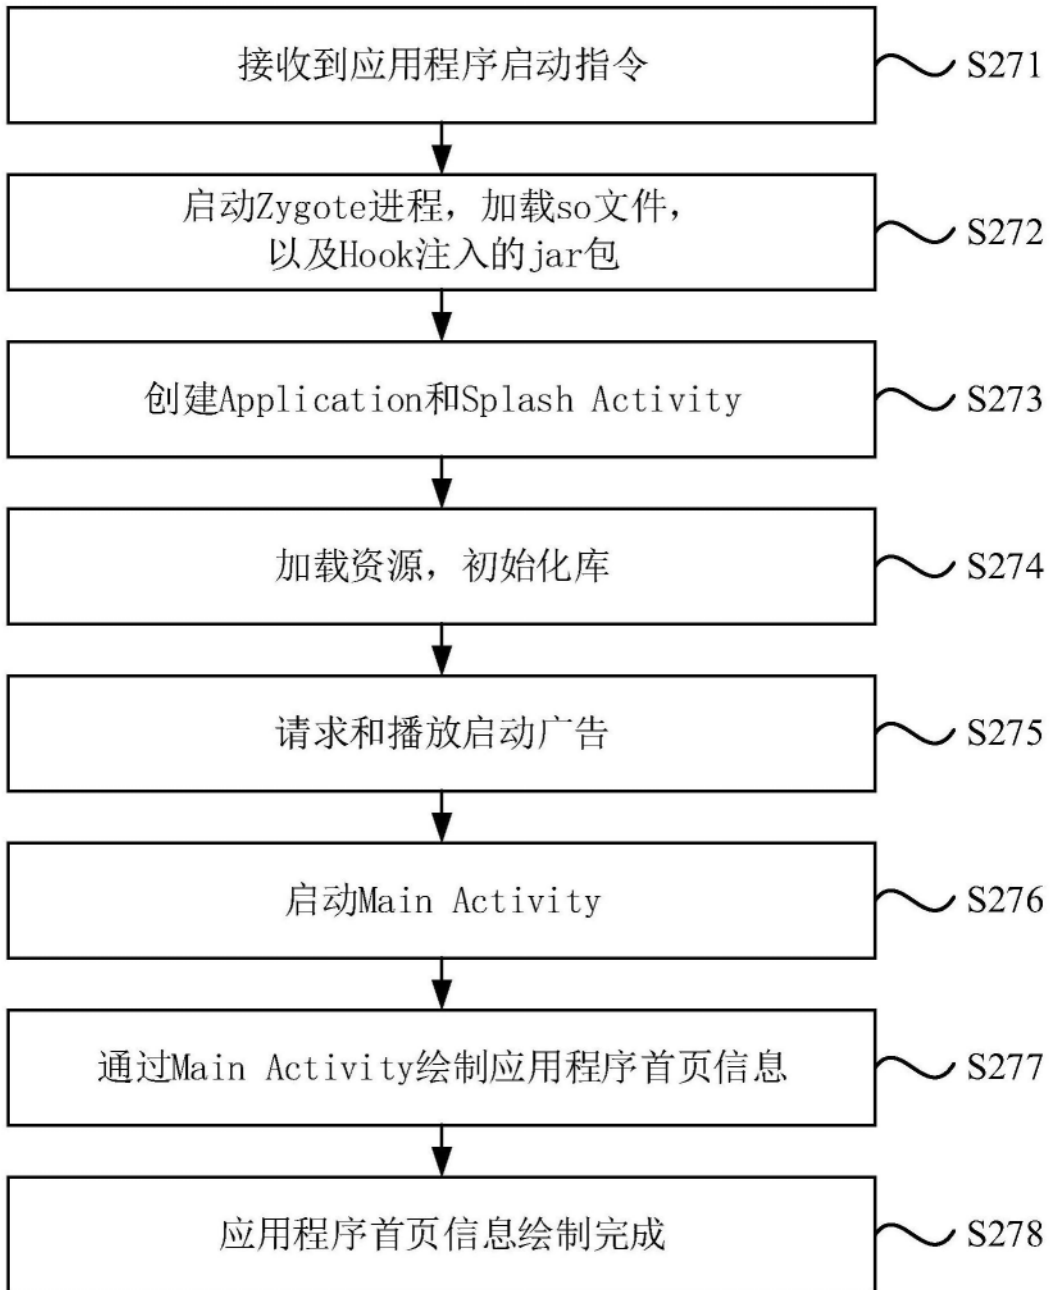 接收到应用程序启动指令
S271
启动Zygote进程，加载so文件，
以及Hook注入的jar包
S272
创建Application和Splash Activity
S273
加载资源，初始化库
S274
请求和播放启动广告
S275
启动Main Activity
S276
通过Main Activity绘制应用程序首页信息
S277
应用程序首页信息绘制完成
S278